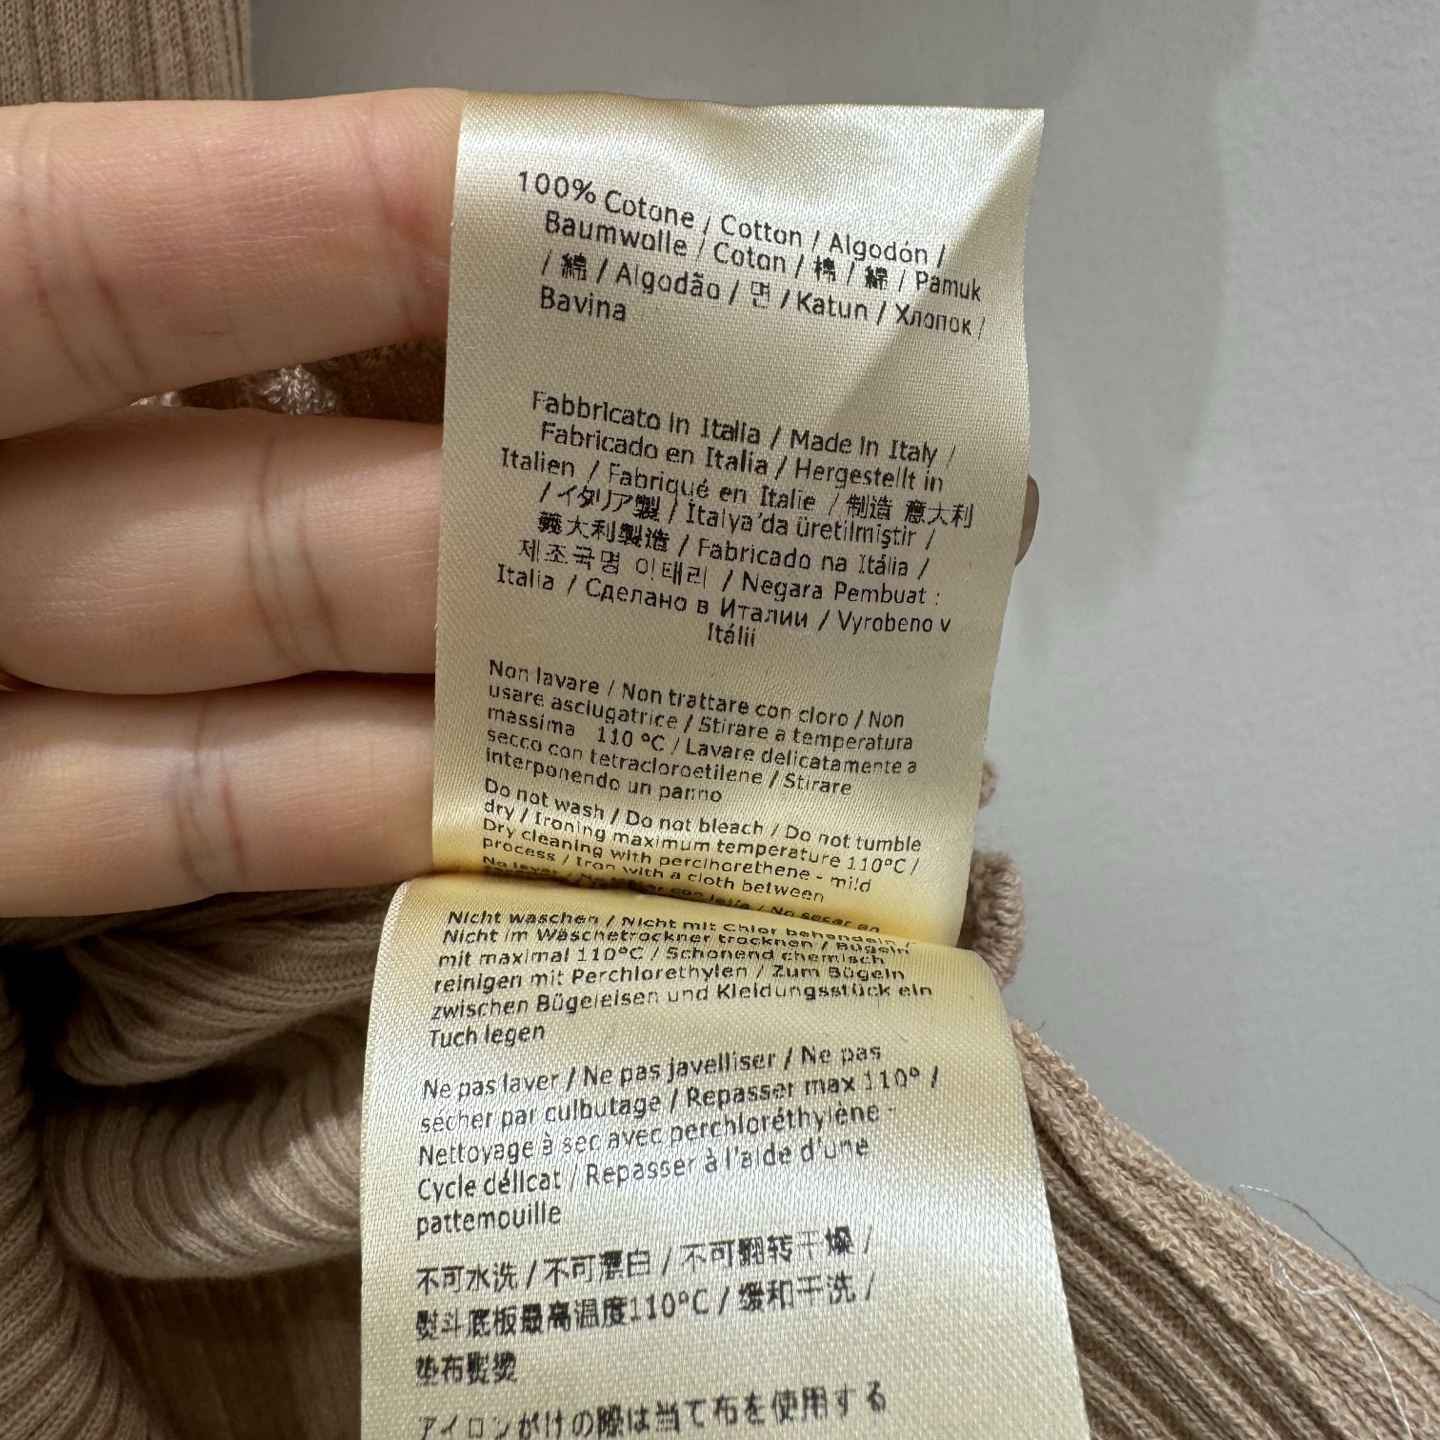 100% Cotone / Cotton / Algodón /
Baumwolle / Coton / 棉 / 綿 / Pamuk
/ 綿 / Algodão / 면 / Katun / Хлопок /
Bavlna
Fabbricato in Italia / Made in Italy /
Fabricado en Italia / Hergestellt in
Italien / Fabriqué en Italie / 制造 意大利
/ イタリア製 / İtalya'da üretilmiştir /
義大利製造 / Fabricado na Itália /
제조국명 이태리 / Negara Pembuat :
Italia / Сделано в Италии / Vyrobeno v
Itálii
Non lavare / Non trattare con cloro / Non
usare asciugatrice / Stirare a temperatura
massima 110 °C / Lavare delicatamente a
secco con tetracloroetilene / Stirare
interponendo un panno
Do not wash / Do not bleach / Do not tumble
dry / Ironing maximum temperature 110°C /
Dry cleaning with perclhorethene - mild
process / Iron with a cloth between
No lavar / No tratar con lejía / No secar en
Nicht waschen / Nicht mit Chlor behandeln /
Nicht im Wäschetrockner trocknen / Bügeln
mit maximal 110°C / Schonend chemisch
reinigen mit Perchlorethylen / Zum Bügeln
zwischen Bügeleisen und Kleidungsstück ein
Tuch legen
Ne pas laver / Ne pas javelliser / Ne pas
sécher par culbutage / Repasser max 110° /
Nettoyage à sec avec perchloréthylène -
Cycle délicat / Repasser à l'aide d'une
pattemouille
不可水洗 / 不可漂白 / 不可翻转干燥 /
熨斗底板最高温度110°C / 缓和干洗 /
垫布熨烫
アイロンがけの際は当て布を使用する